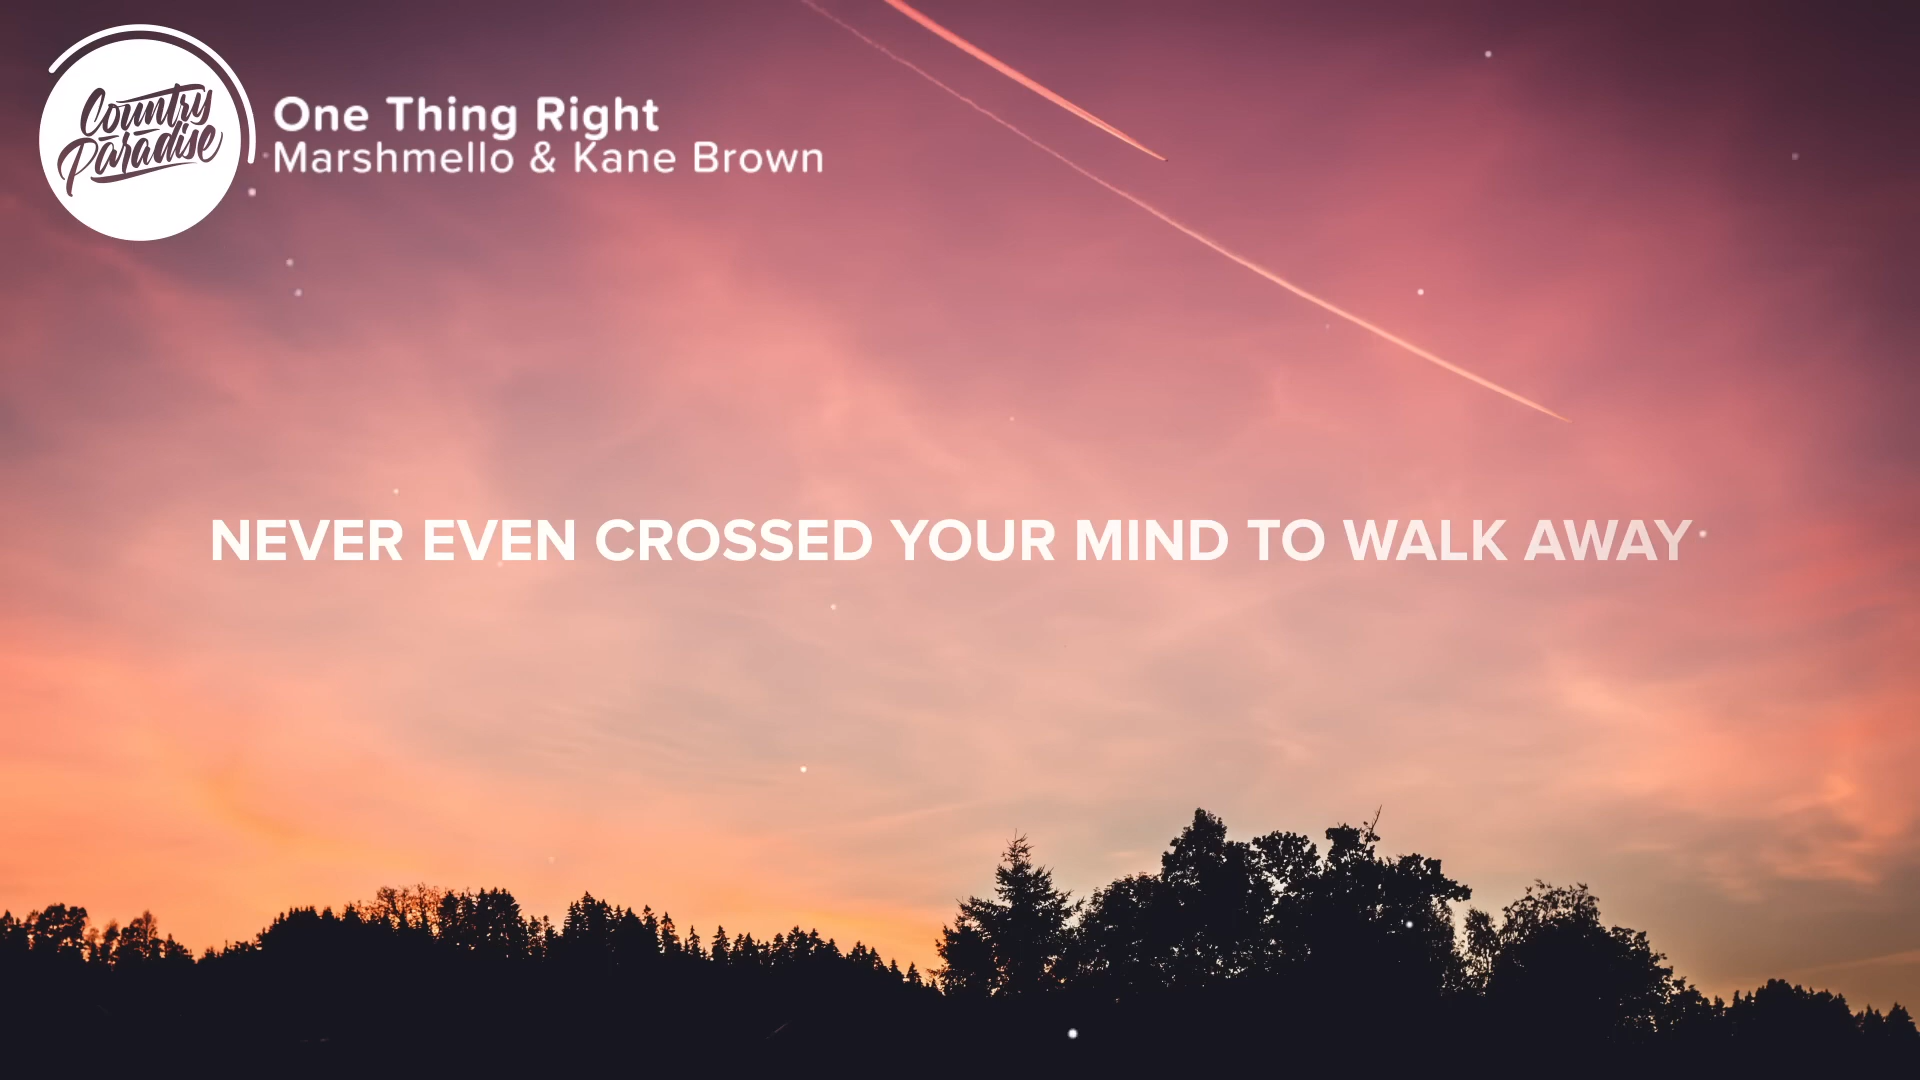 Country
Paradise
One Thing Right
Marshmello & Kane Brown
NEVER EVEN CROSSED YOUR MIND TO WALK AWAY